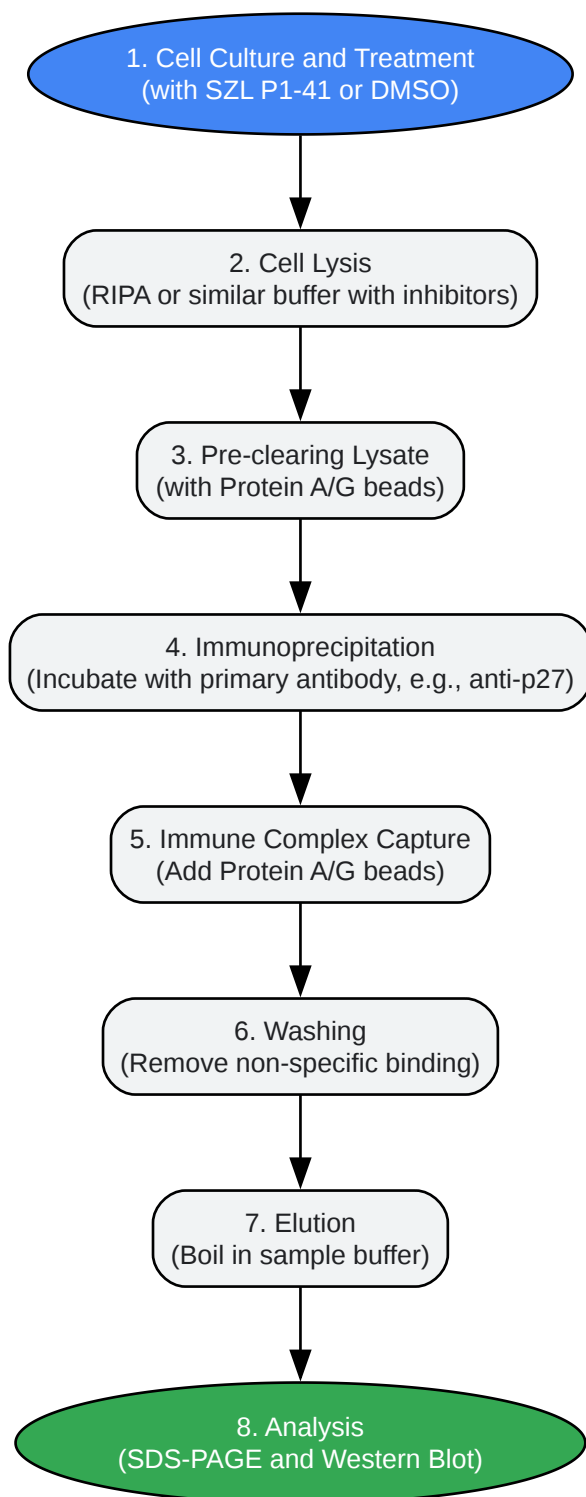 1. Cell Culture and Treatment
(with SZL P1-41 or DMSO)
2. Cell Lysis
(RIPA or similar buffer with inhibitors)
3. Pre-clearing Lysate
(with Protein A/G beads)
4. Immunoprecipitation
(Incubate with primary antibody, e.g., anti-p27)
5. Immune Complex Capture
(Add Protein A/G beads)
6. Washing
(Remove non-specific binding)
7. Elution
(Boil in sample buffer)
8. Analysis
(SDS-PAGE and Western Blot)